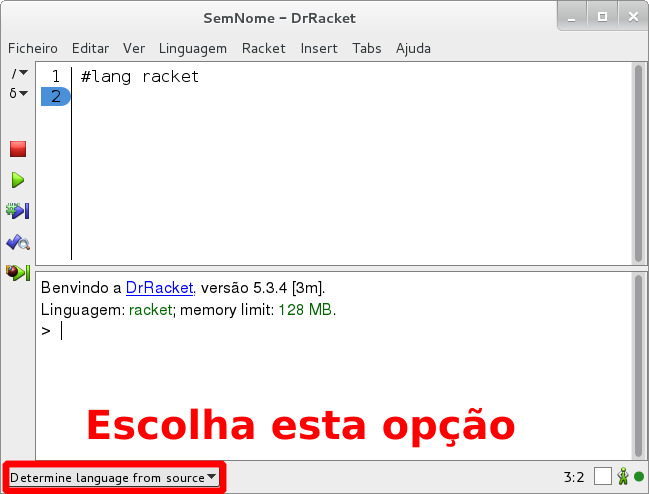 SemNome – DrRacket
Ficheiro Editar Ver Linguagem Racket Insert Tabs Ajuda
/
δ
1 #lang racket
2
Benvindo a DrRacket, versão 5.3.4 [3m].
Linguagem: racket; memory limit: 128 MB.
>
Escolha esta opção
Determine language from source
3:2